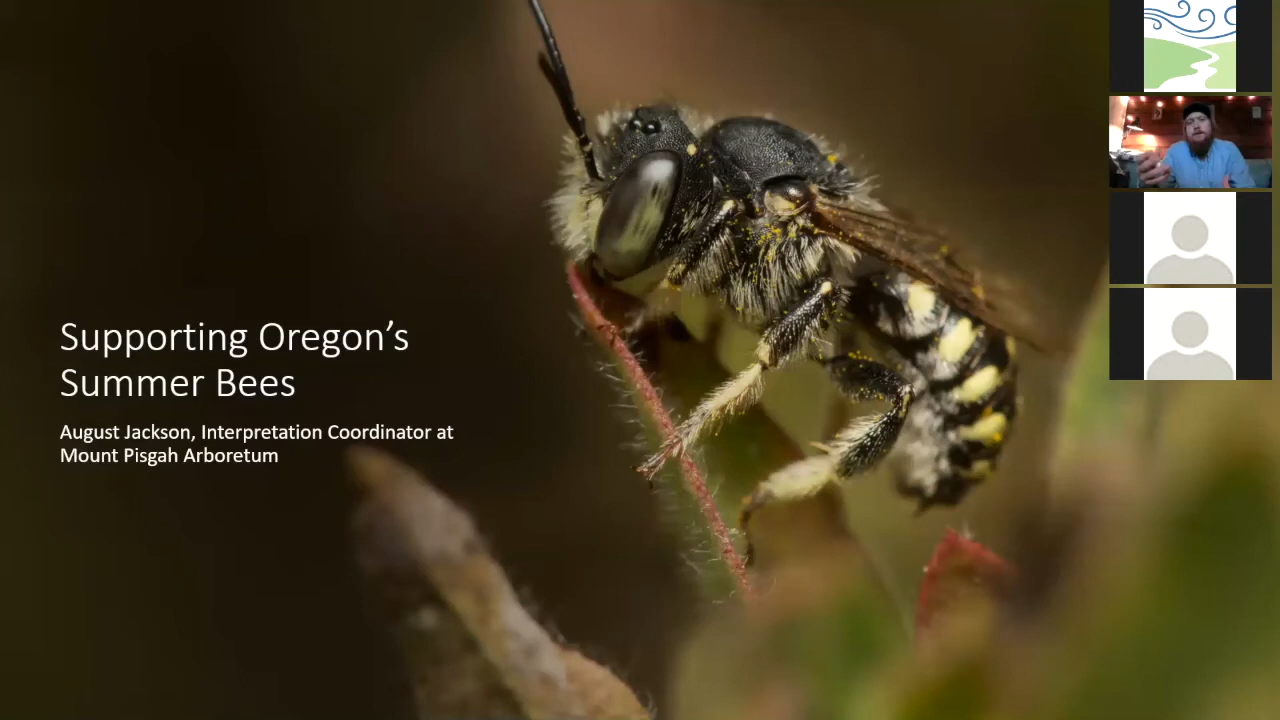 Supporting Oregon’s
Summer Bees
August Jackson, Interpretation Coordinator at
Mount Pisgah Arboretum